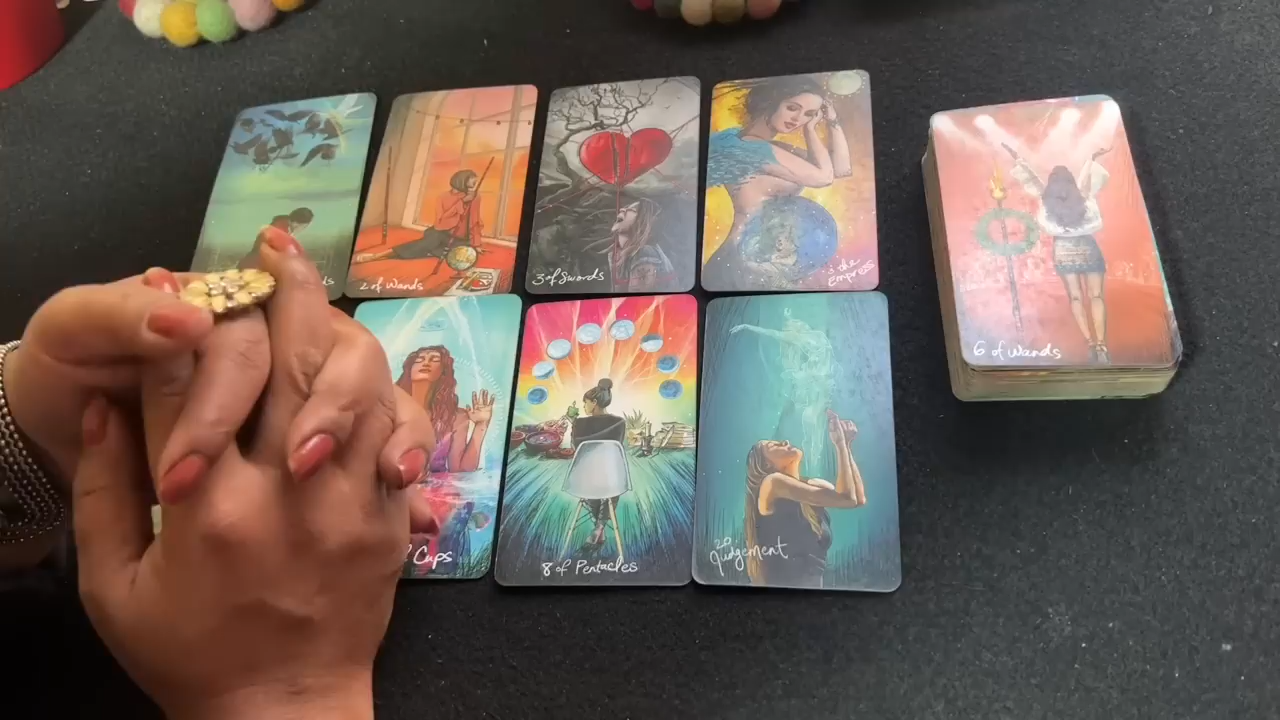 2 of Wands
3 of Swords
3 the
empress
6 of Wands
Cups
8 of Pentacles
20
Judgement